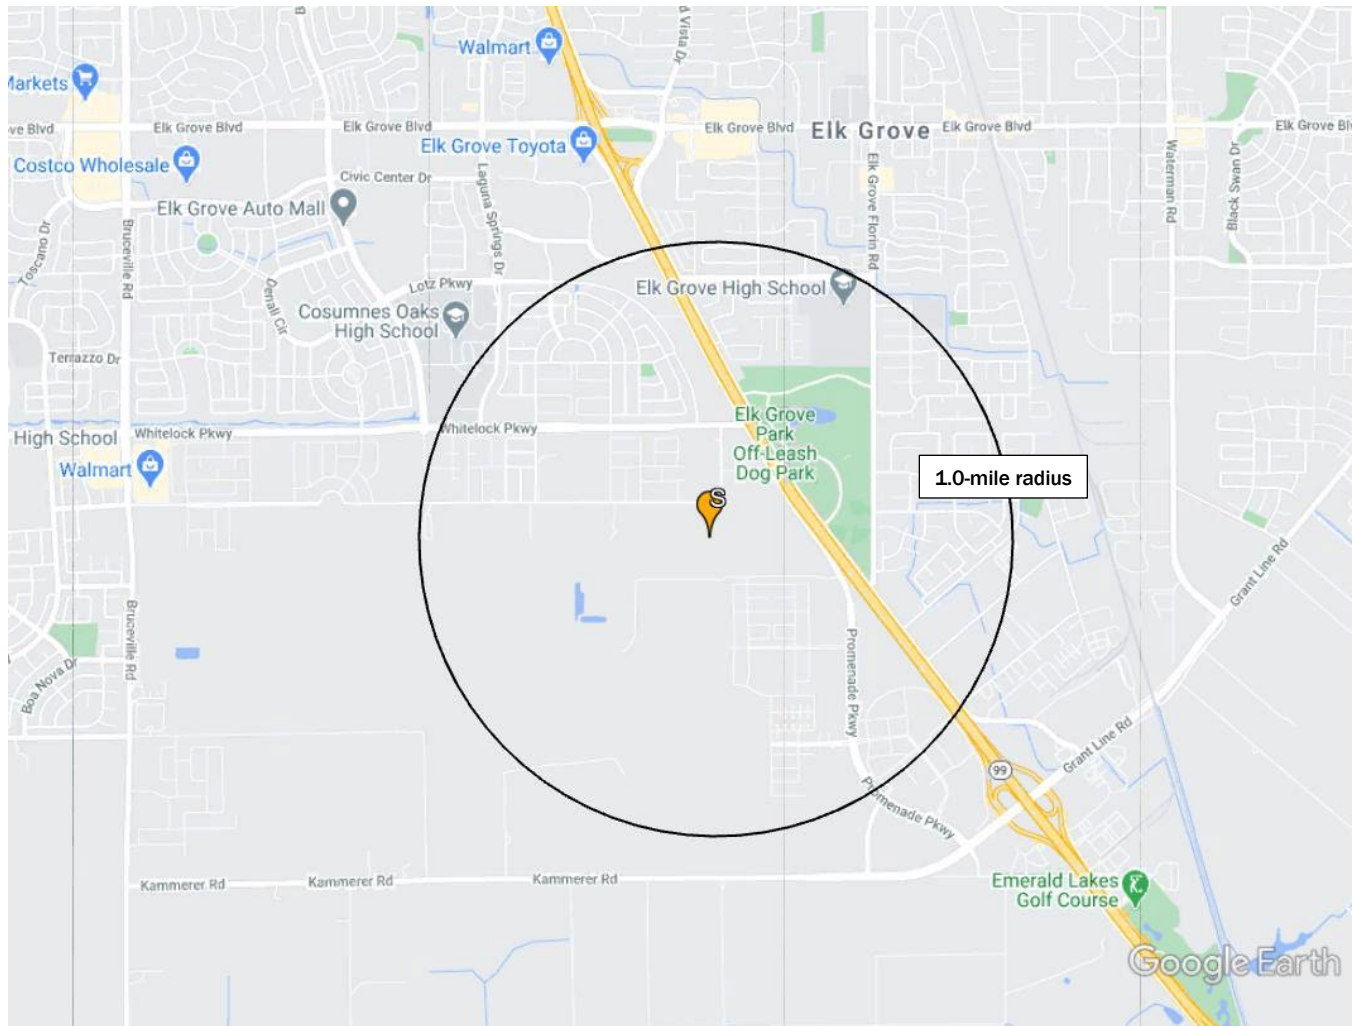 B
Walmart
d Vista Dr
Markets
ve Blvd
Elk Grove Blvd
Elk Grove Blvd
Elk Grove Blvd
Elk Grove
Elk Grove Blvd
Elk Grove Bl
Elk Grove Toyota
Costco Wholesale
Civic Center Dr
Laguna Springs Dr
Elk Grove Florin Rd
Waterman Rd
Black Swan Dr
Elk Grove Auto Mall
Toscano Dr
Bruceville Rd
Denali Cir
Lotz Pkwy
Elk Grove High School
Cosumnes Oaks
High School
Terrazzo Dr
Elk Grove
Park
Off-Leash
Dog Park
High School
Whitelock Pkwy
Whitelock Pkwy
Walmart
1.0-mile radius
S
Grant Line Rd
Bruceville Rd
Boa Nova Dr
Promenade Pkwy
Grant Line Rd
99
Promenade Pkwy
Kammerer Rd
Kammerer Rd
Kammerer Rd
Emerald Lakes
Golf Course
Google Earth